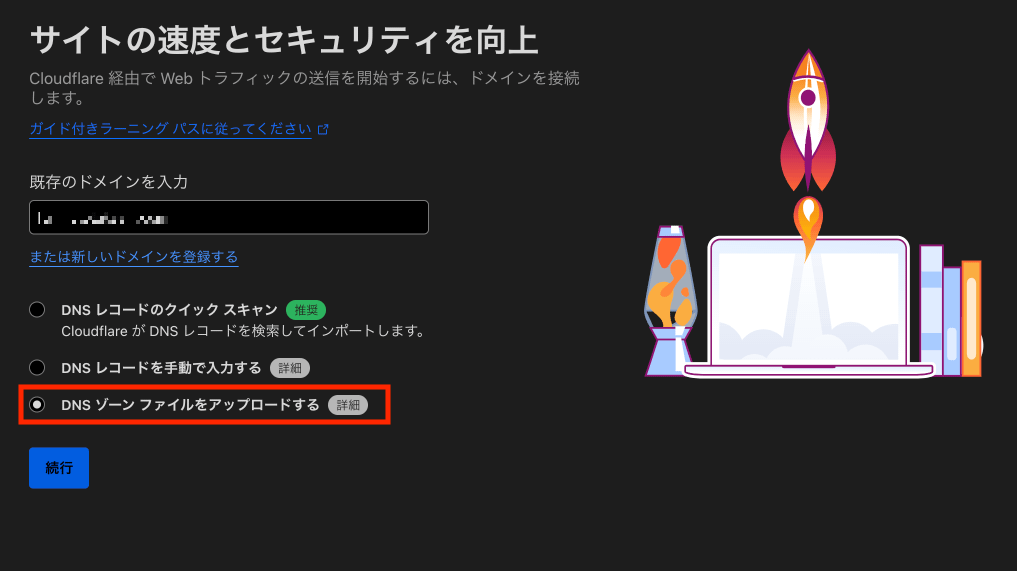 サイトの速度とセキュリティを向上
Cloudflare 経由で Web トラフィックの送信を開始するには、ドメインを接続
します。
ガイド付きラーニング パスに従ってください
既存のドメインを入力
または新しいドメインを登録する
DNS レコードのクイック スキャン 推奨
Cloudflare が DNS レコードを検索してインポートします。
DNS レコードを手動で入力する 詳細
DNS ゾーン ファイルをアップロードする 詳細
続行